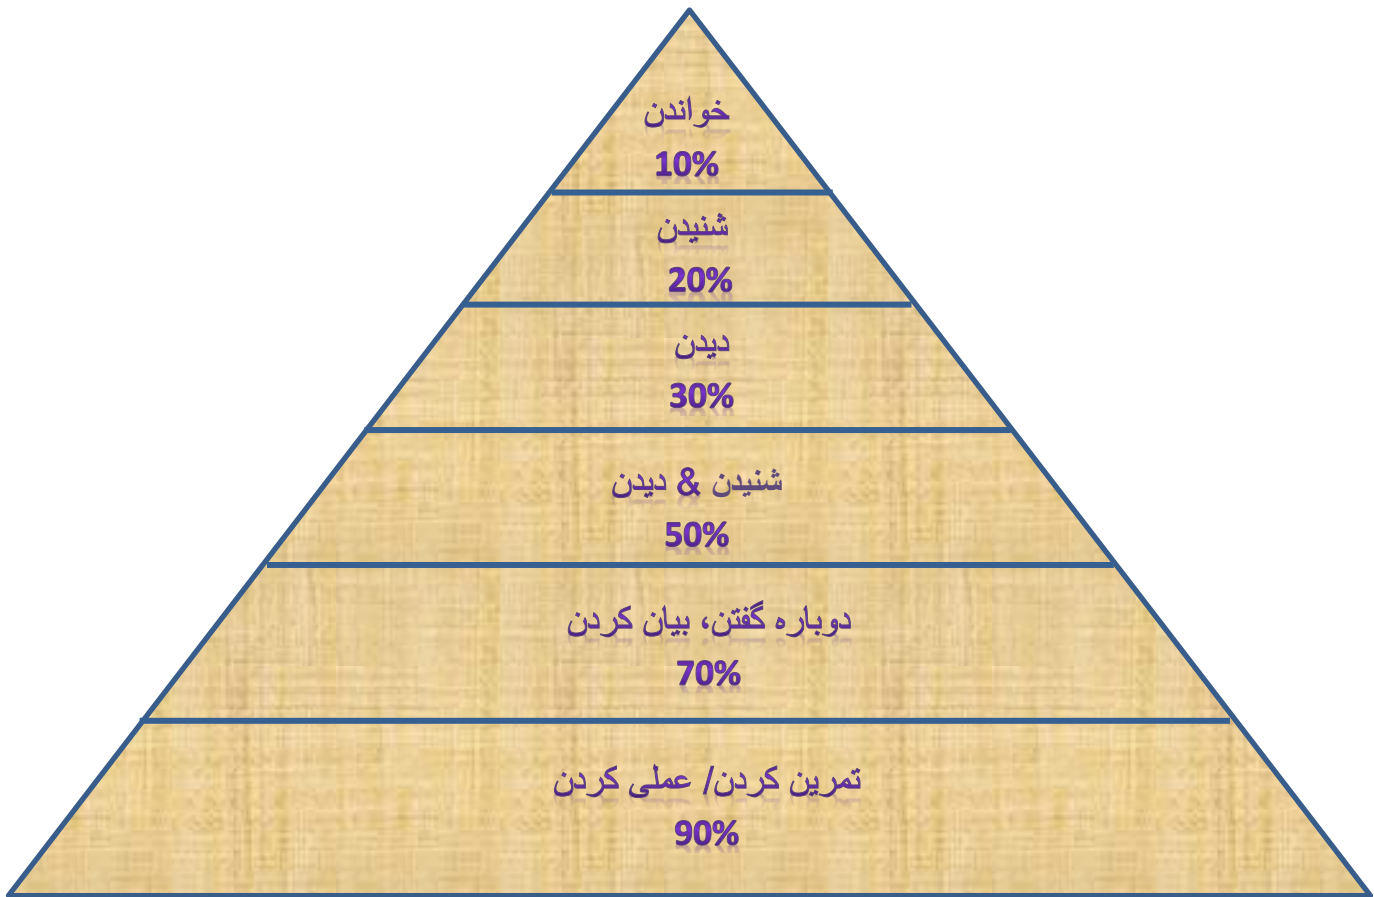 خواندن
10%
شنیدن
20%
دیدن
30%
شنیدن & دیدن
50%
دوباره گفتن، بیان کردن
70%
تمرین کردن/ عملی کردن
90%